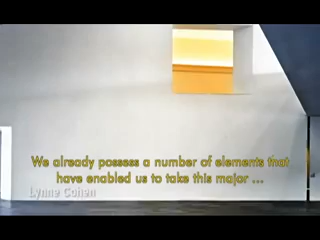 We already possess a number of elements that
have enabled us to take this major ...
Lynne Cohen